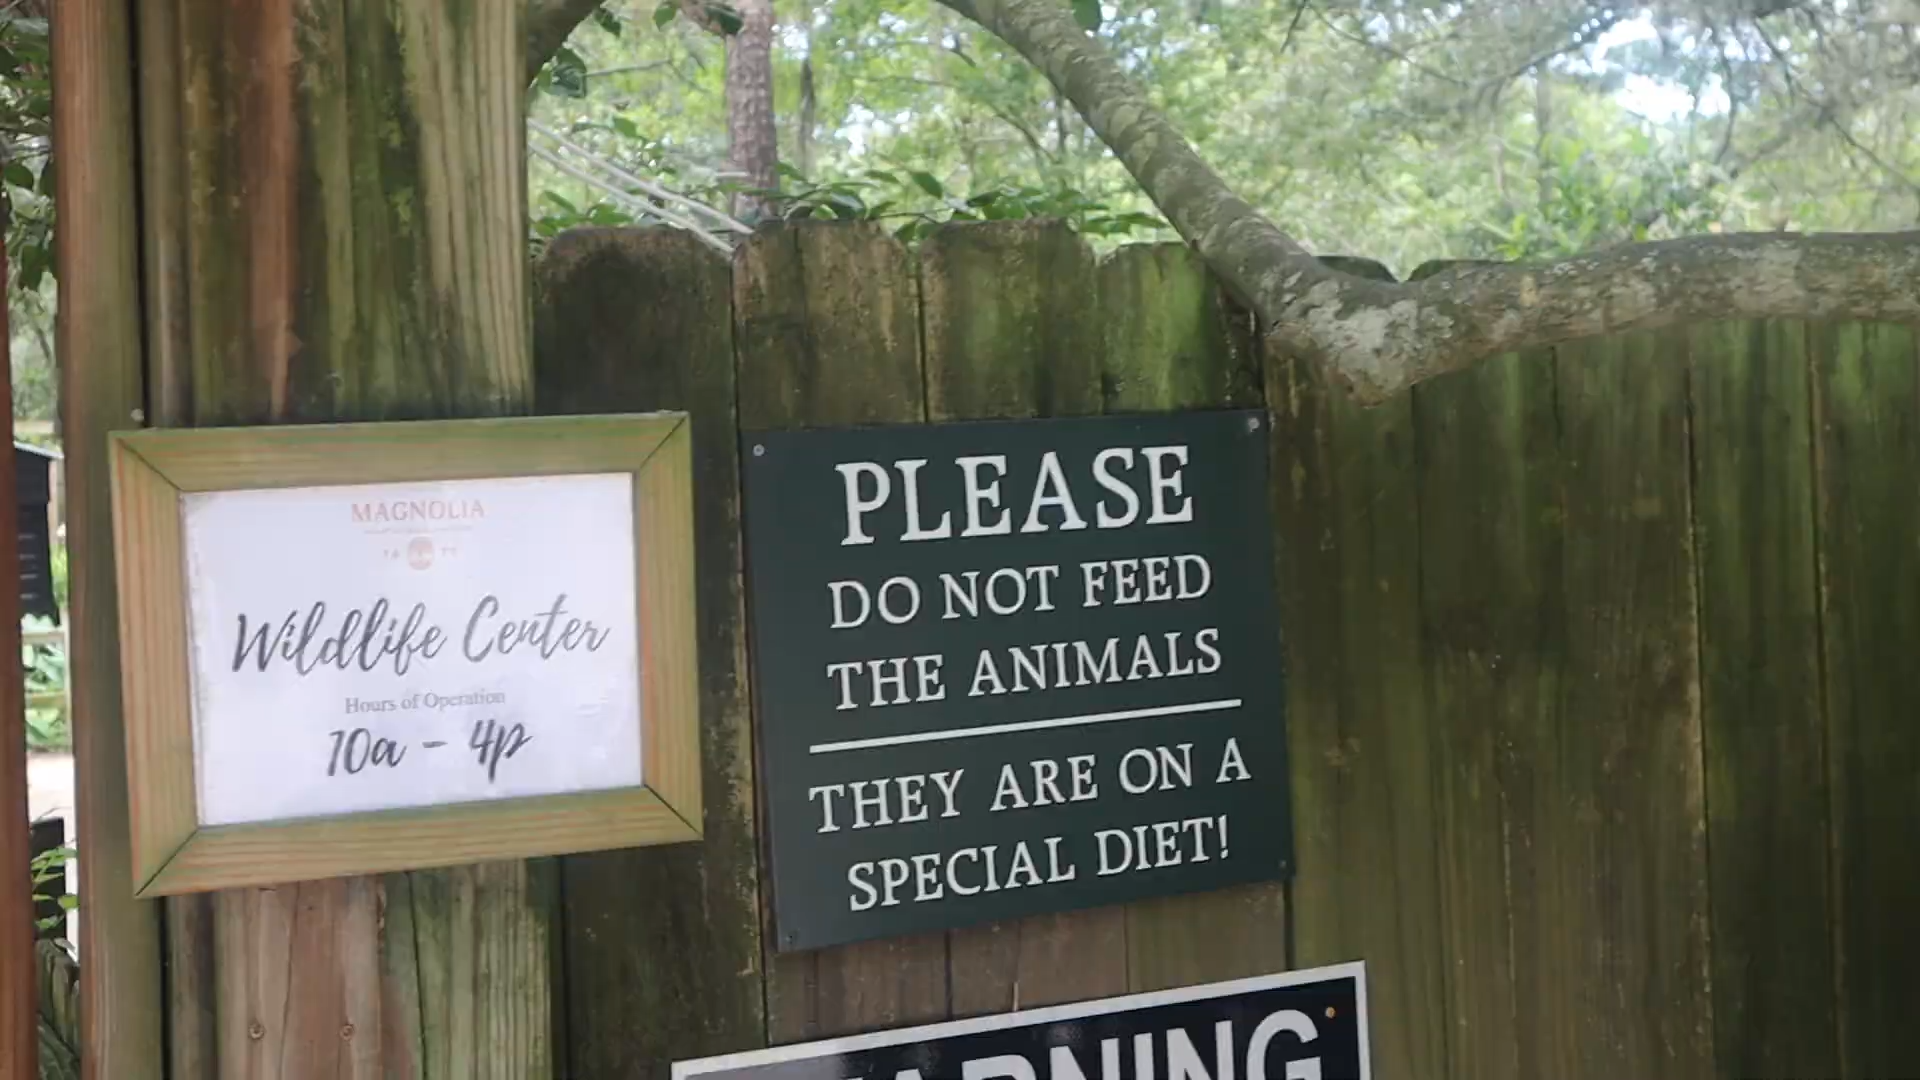 MAGNOLIA
Wildlife Center
Hours of Operation
10a - 4p
PLEASE
DO NOT FEED
THE ANIMALS
THEY ARE ON A
SPECIAL DIET!
WARNING